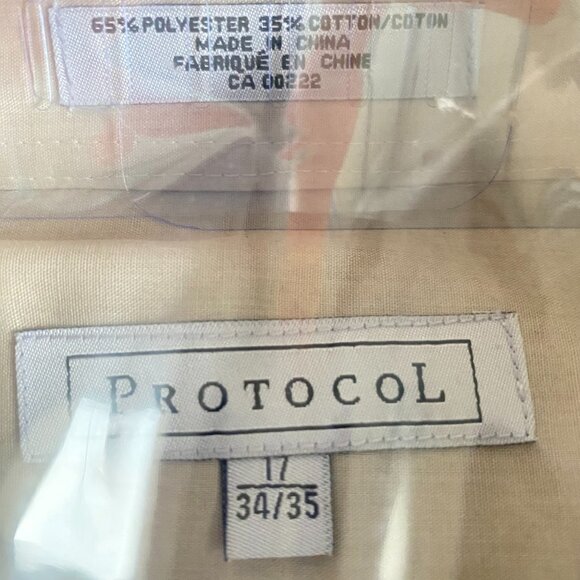 65% POLYESTER 35% COTTON/COTON
MADE IN CHINA
FABRIQUÉ EN CHINE
CA 00222
PROTOCOL
17
34/35